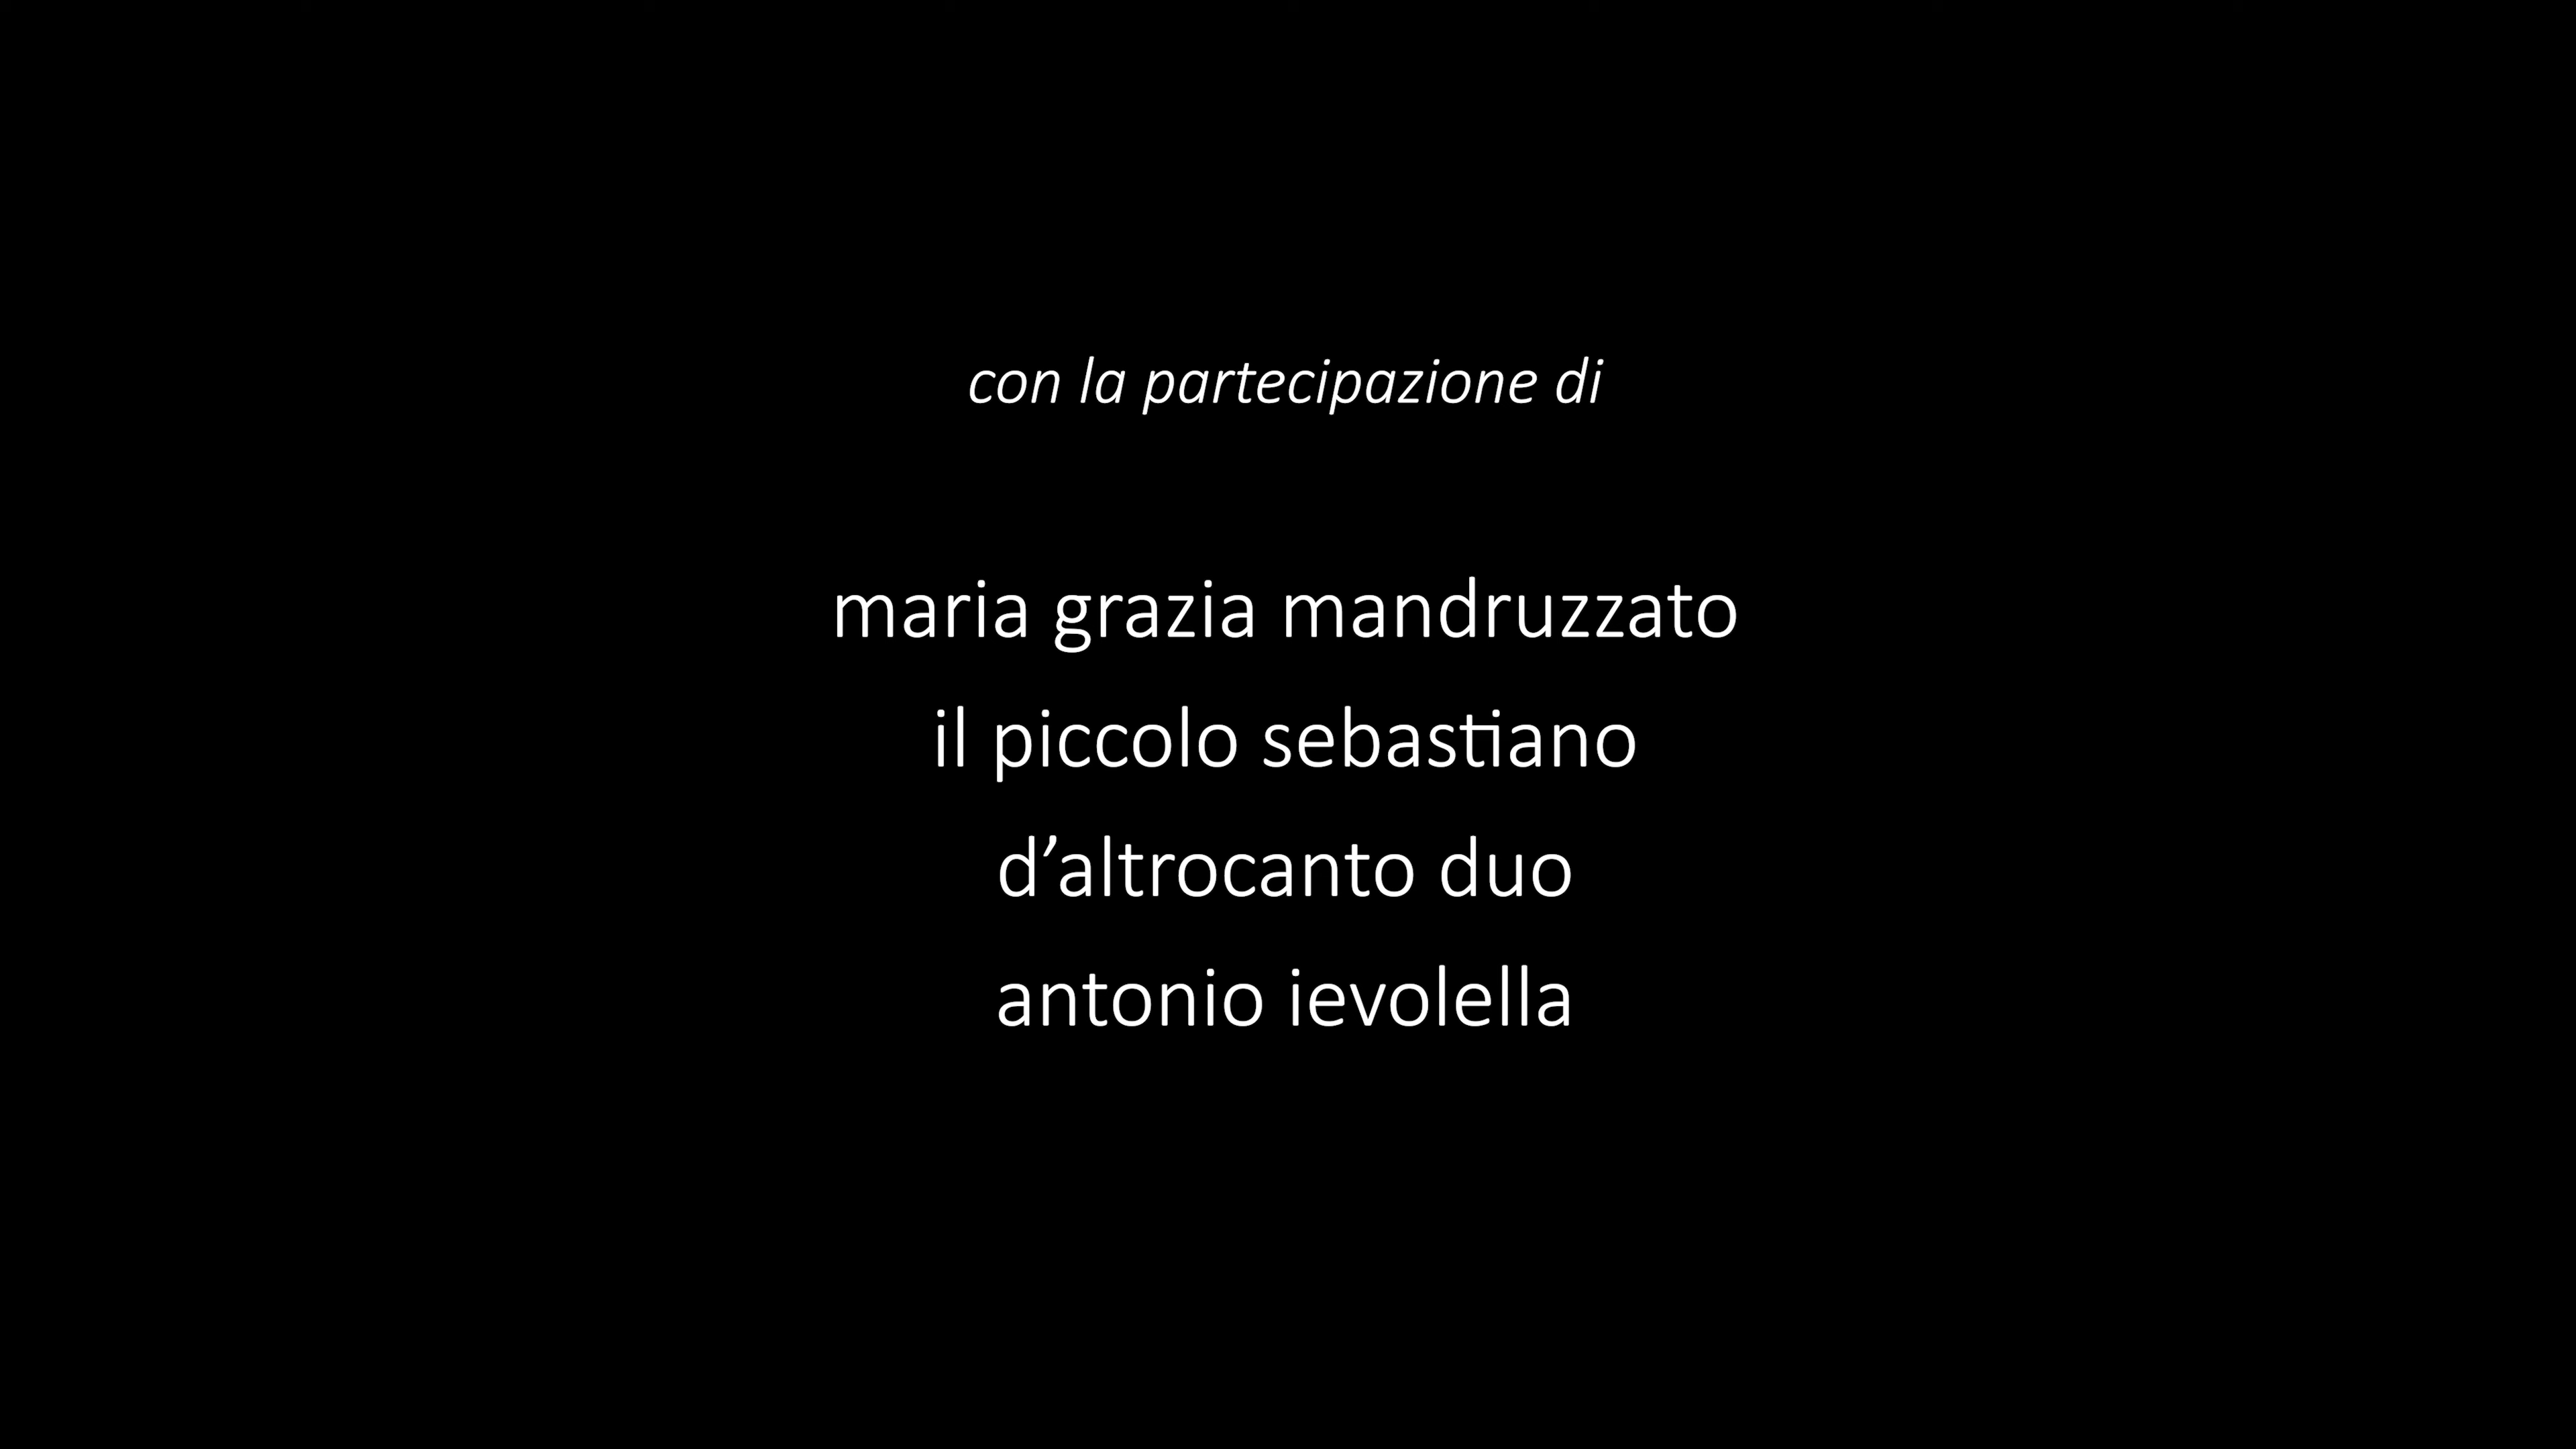 con la partecipazione di
maria grazia mandruzzato
il piccolo sebastiano
d’altrocanto duo
antonio ievolella